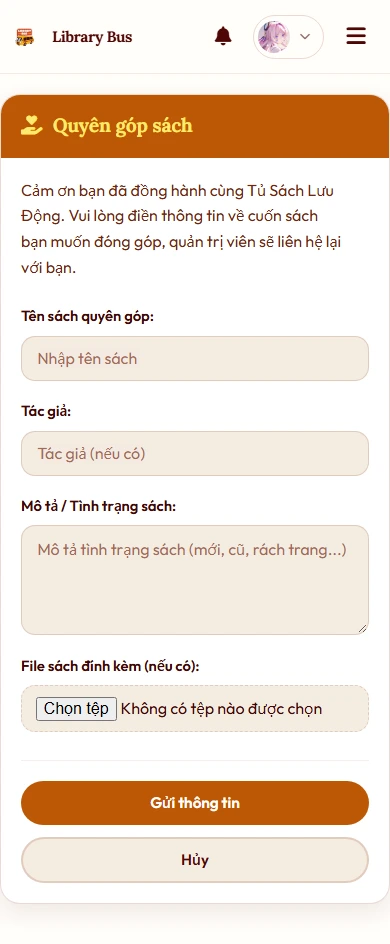 Library Bus
Quyên góp sách
Cảm ơn bạn đã đồng hành cùng Tủ Sách Lưu
Động. Vui lòng điền thông tin về cuốn sách
bạn muốn đóng góp, quản trị viên sẽ liên hệ lại
với bạn.
Tên sách quyên góp:
Nhập tên sách
Tác giả:
Tác giả (nếu có)
Mô tả / Tình trạng sách:
Mô tả tình trạng sách (mới, cũ, rách trang...)
File sách đính kèm (nếu có):
Chọn tệp Không có tệp nào được chọn
Gửi thông tin
Hủy